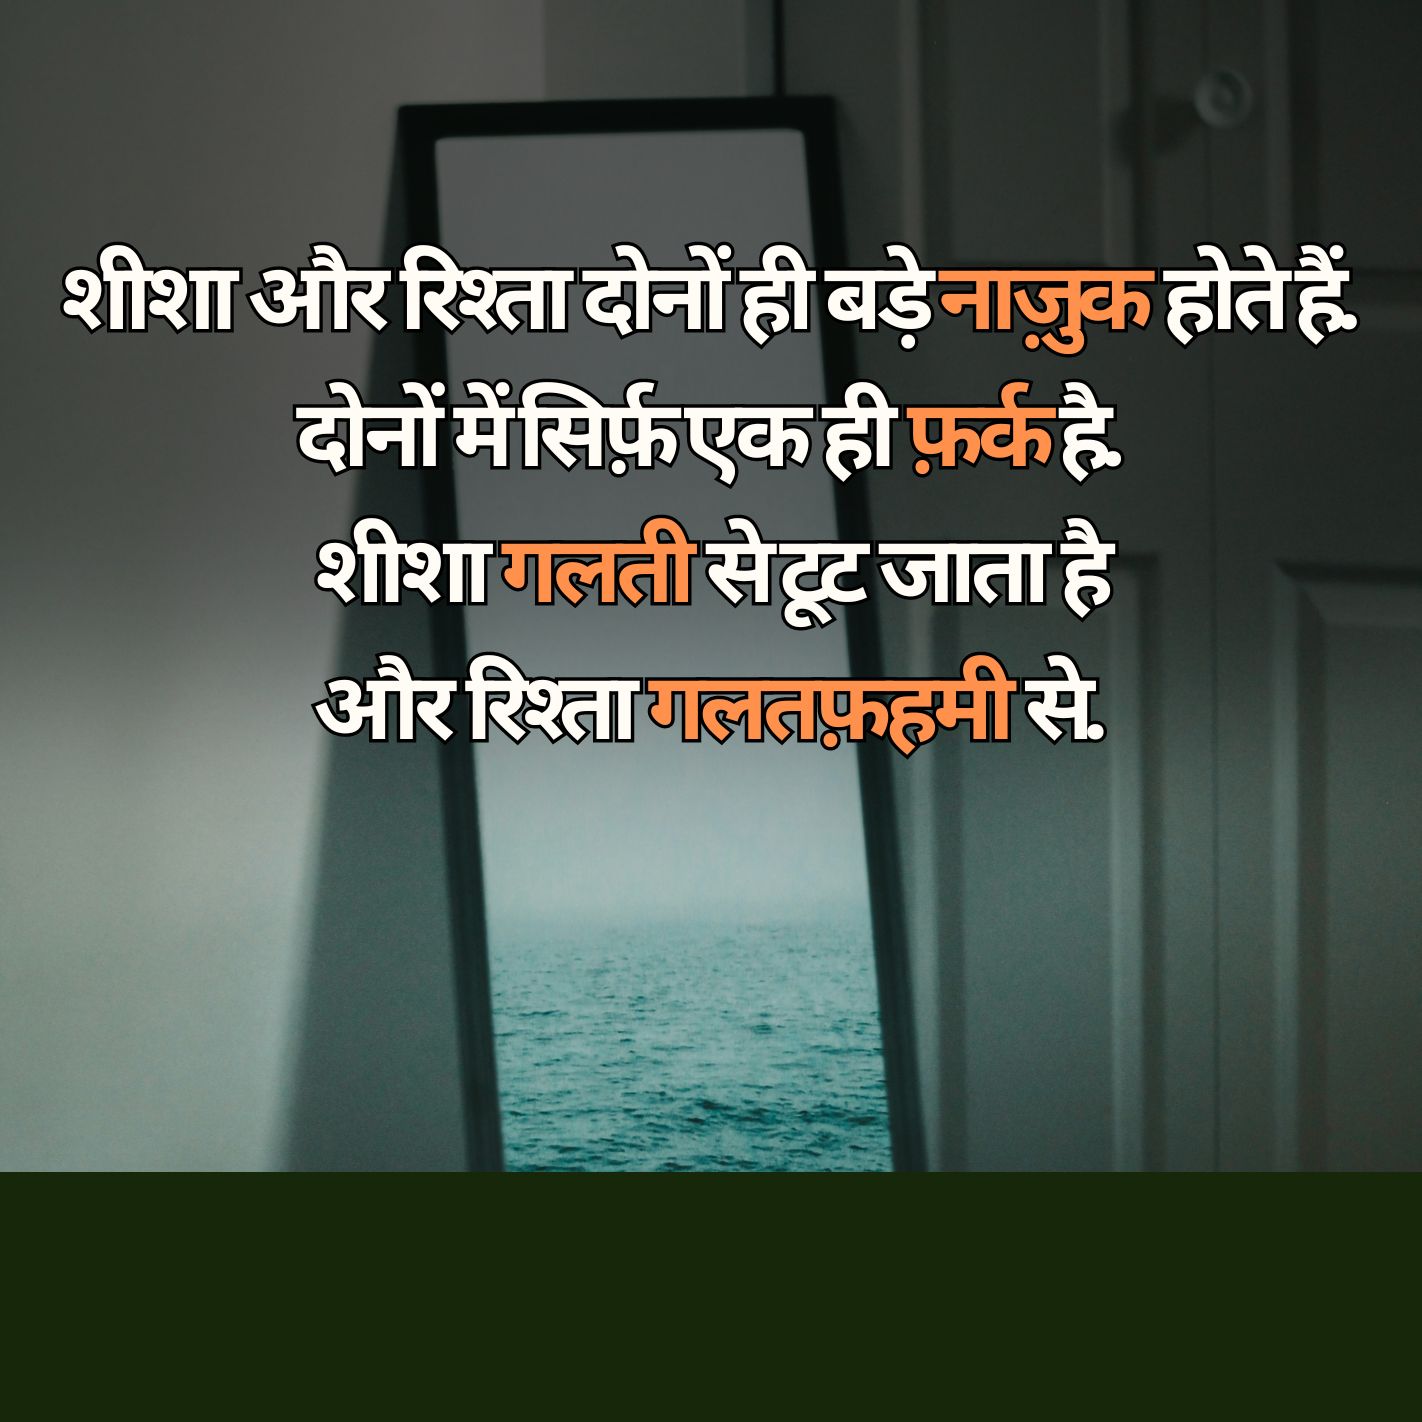 शीशा और रिश्ता दोनों ही बड़े नाज़ुक होते हैं.
दोनों में सिर्फ़ एक ही फ़र्क है.
शीशा गलती से टूट जाता है
और रिश्ता गलतफ़हमी से.